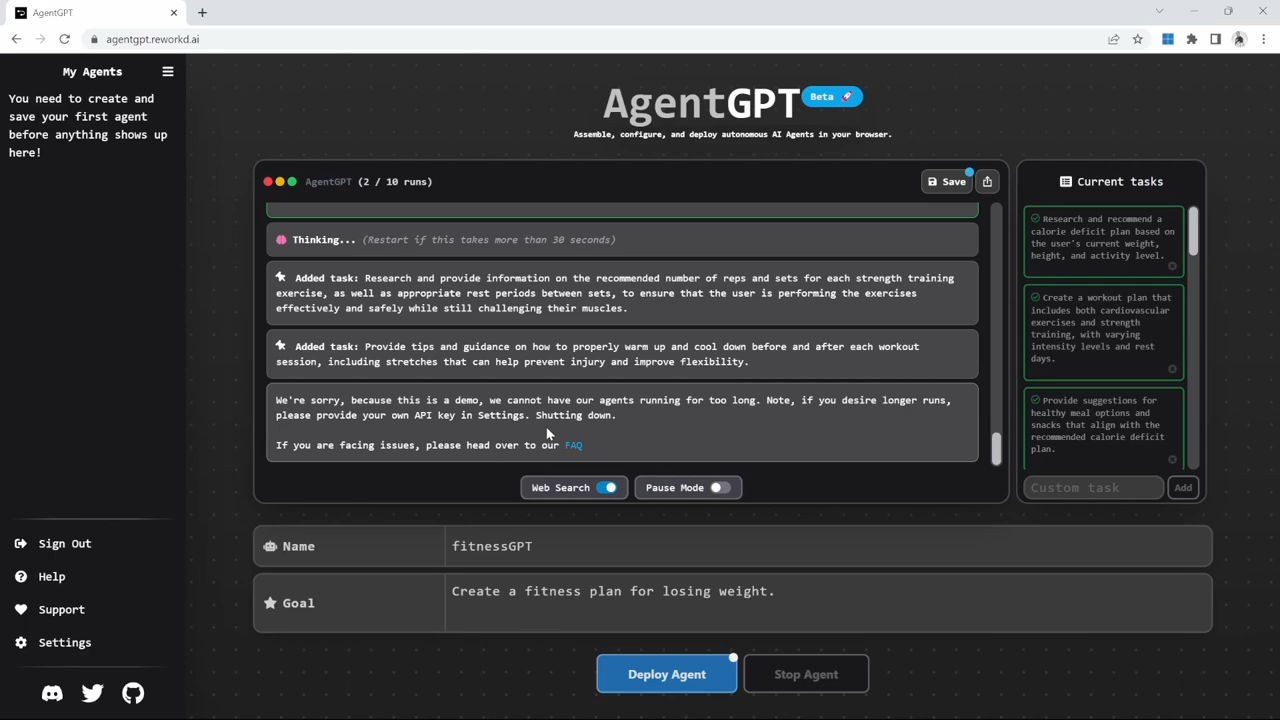 AgentGPT
agentgpt.reworkd.ai
My Agents
You need to create and
save your first agent
before anything shows up
here!
Sign Out
Help
Support
Settings
AgentGPT
Beta
Assemble, configure, and deploy autonomous AI Agents in your browser.
AgentGPT (2 / 10 runs)
Save
Thinking... (Restart if this takes more than 30 seconds)
Added task: Research and provide information on the recommended number of reps and sets for each strength training
exercise, as well as appropriate rest periods between sets, to ensure that the user is performing the exercises
effectively and safely while still challenging their muscles.
Added task: Provide tips and guidance on how to properly warm up and cool down before and after each workout
session, including stretches that can help prevent injury and improve flexibility.
We're sorry, because this is a demo, we cannot have our agents running for too long. Note, if you desire longer runs,
please provide your own API key in Settings. Shutting down.
If you are facing issues, please head over to our FAQ
Web Search
Pause Mode
Current tasks
Research and recommend a
calorie deficit plan based on
the user's current weight,
height, and activity level.
Create a workout plan that
includes both cardiovascular
exercises and strength
training, with varying
intensity levels and rest
days.
Provide suggestions for
healthy meal options and
snacks that align with the
recommended calorie deficit
plan.
Custom task
Add
Name
fitnessGPT
Goal
Create a fitness plan for losing weight.
Deploy Agent
Stop Agent